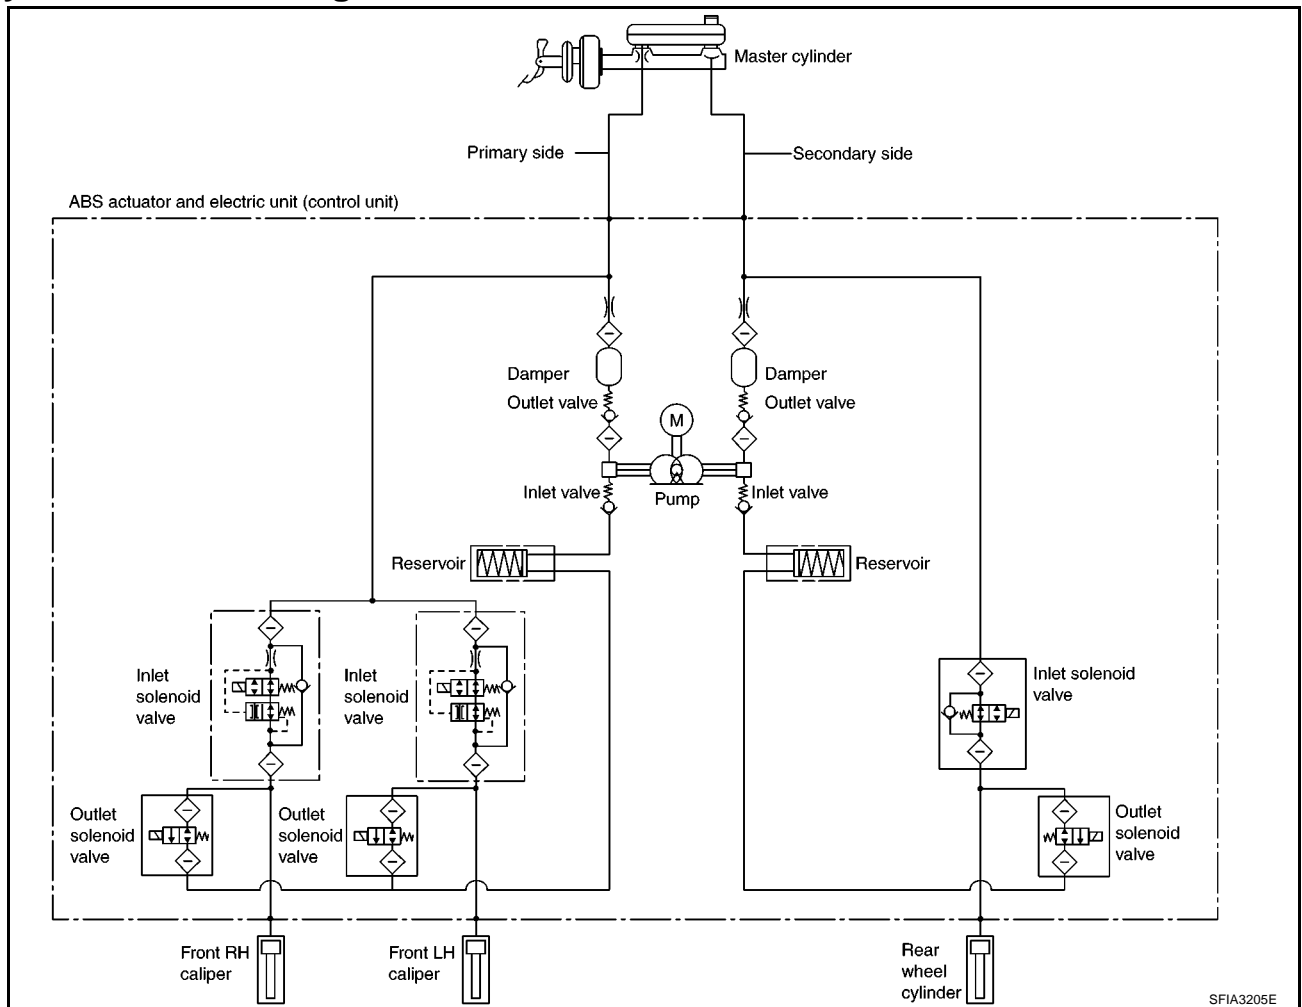 Master cylinder
Primary side
Secondary side
ABS actuator and electric unit (control unit)
Damper
Damper
Outlet valve
Outlet valve
M
Inlet valve
Inlet valve
Pump
Reservoir
Reservoir
Inlet
solenoid
valve
Inlet
solenoid
valve
Inlet solenoid
valve
Outlet
solenoid
valve
Outlet
solenoid
valve
Outlet
solenoid
valve
Front RH
caliper
Front LH
caliper
Rear
wheel
cylinder
SFIA3205E